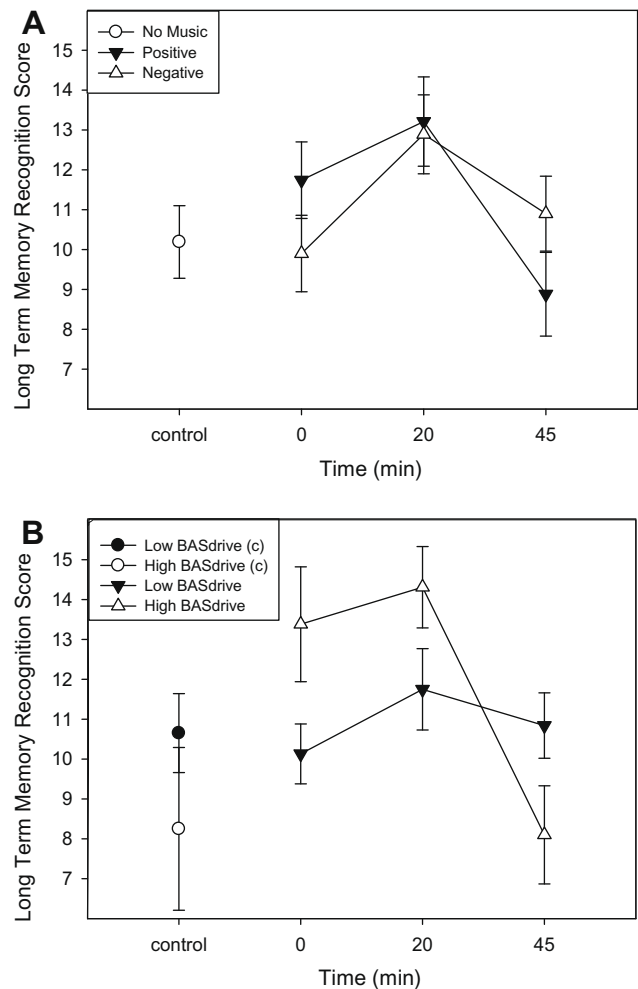 A
No Music
Positive
Negative
Long Term Memory Recognition Score
15
14
13
12
11
10
9
8
7
control 0 20 45
Time (min)
B
Low BASdrive (c)
High BASdrive (c)
Low BASdrive
High BASdrive
Long Term Memory Recognition Score
15
14
13
12
11
10
9
8
7
control 0 20 45
Time (min)